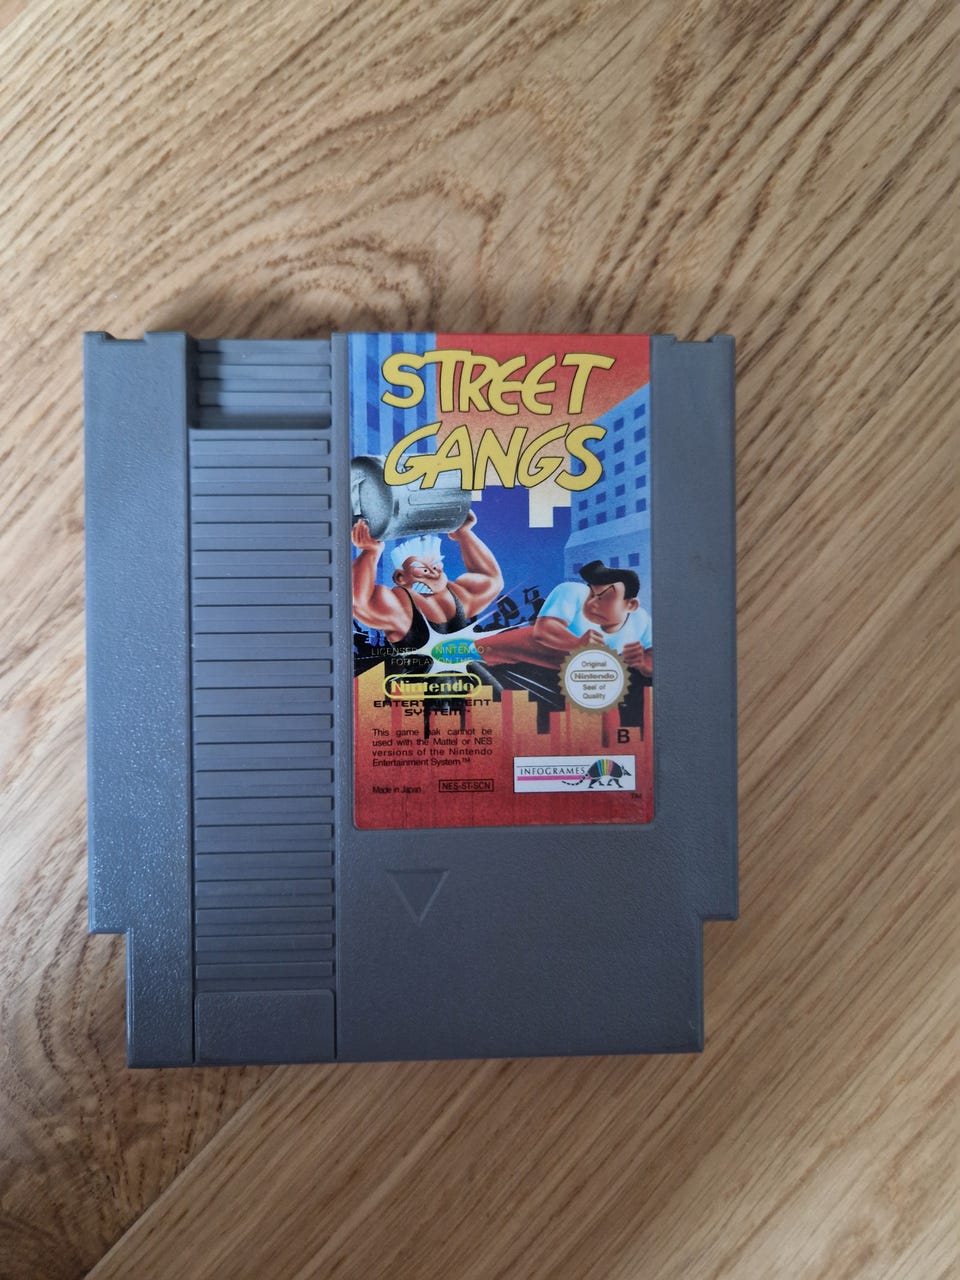 STREET
GANGS
LICENSED BY NINTENDO®
FOR PLAY ON THE
Nintendo
ENTERTAINMENT
SYSTEM™
Original
Nintendo
Seal of
Quality
B
This game pak cannot be
used with the Mattel or NES
versions of the Nintendo
Entertainment System™
INFOGRAMES
Made in Japan
NES-ST-SCN
TM